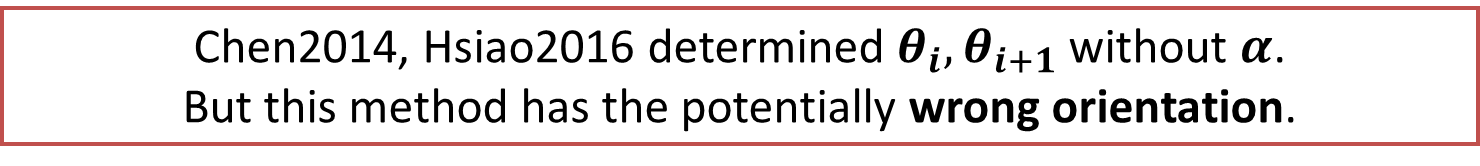 Chen2014, Hsiao2016 determined θᵢ, θᵢ₊₁ without α.
But this method has the potentially wrong orientation.